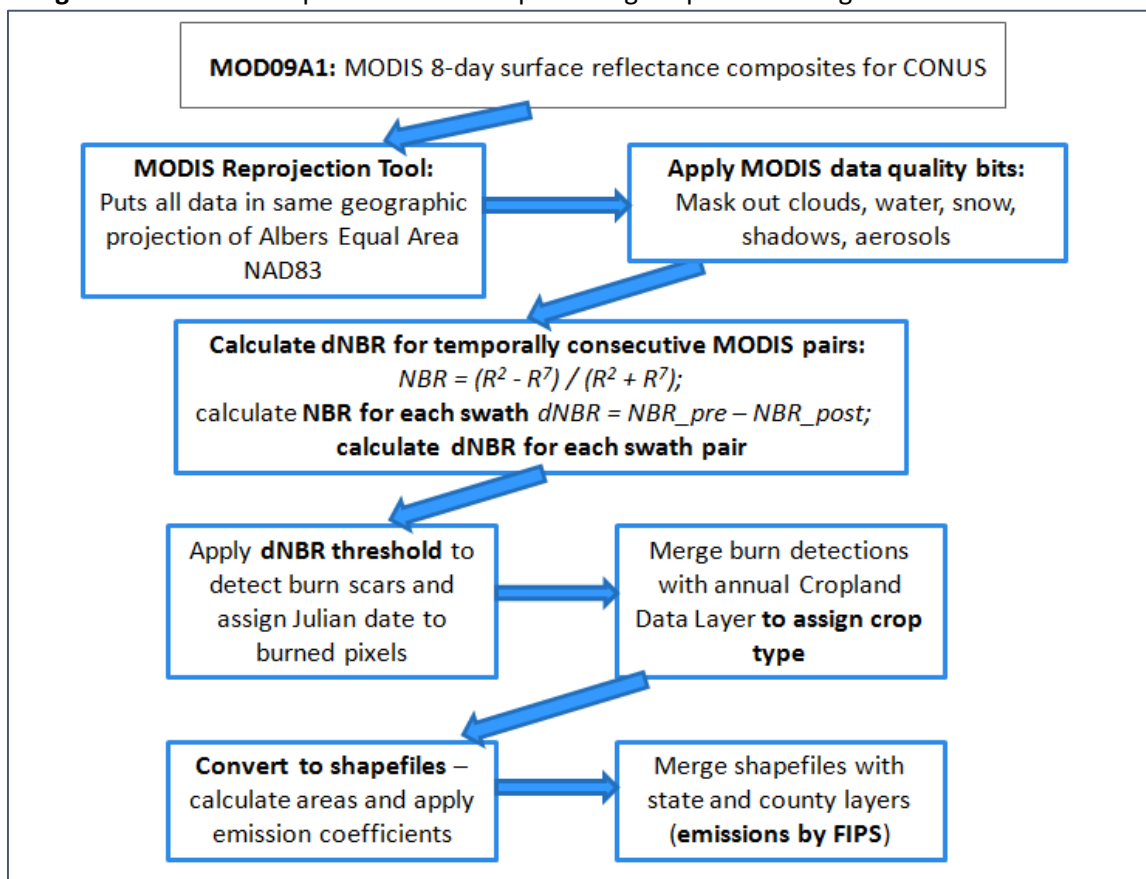 MOD09A1: MODIS 8-day surface reflectance composites for CONUS
MODIS Reprojection Tool:
Puts all data in same geographic
projection of Albers Equal Area
NAD83
Apply MODIS data quality bits:
Mask out clouds, water, snow,
shadows, aerosols
Calculate dNBR for temporally consecutive MODIS pairs:
NBR = (R² - R⁷) / (R² + R⁷);
calculate NBR for each swath dNBR = NBR_pre – NBR_post;
calculate dNBR for each swath pair
Apply dNBR threshold to
detect burn scars and
assign Julian date to
burned pixels
Merge burn detections
with annual Cropland
Data Layer to assign crop
type
Convert to shapefiles –
calculate areas and apply
emission coefficients
Merge shapefiles with
state and county layers
(emissions by FIPS)